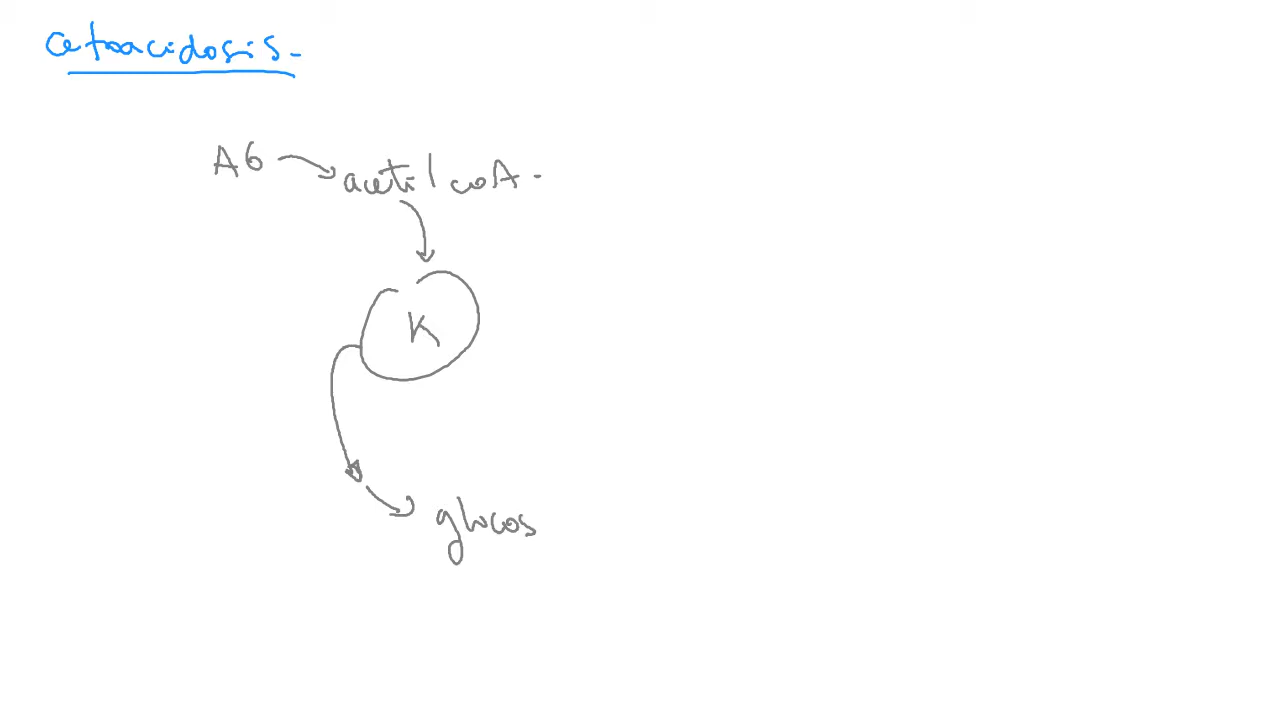 cetoacidosis.
AG → acetil coA.
K
glucos